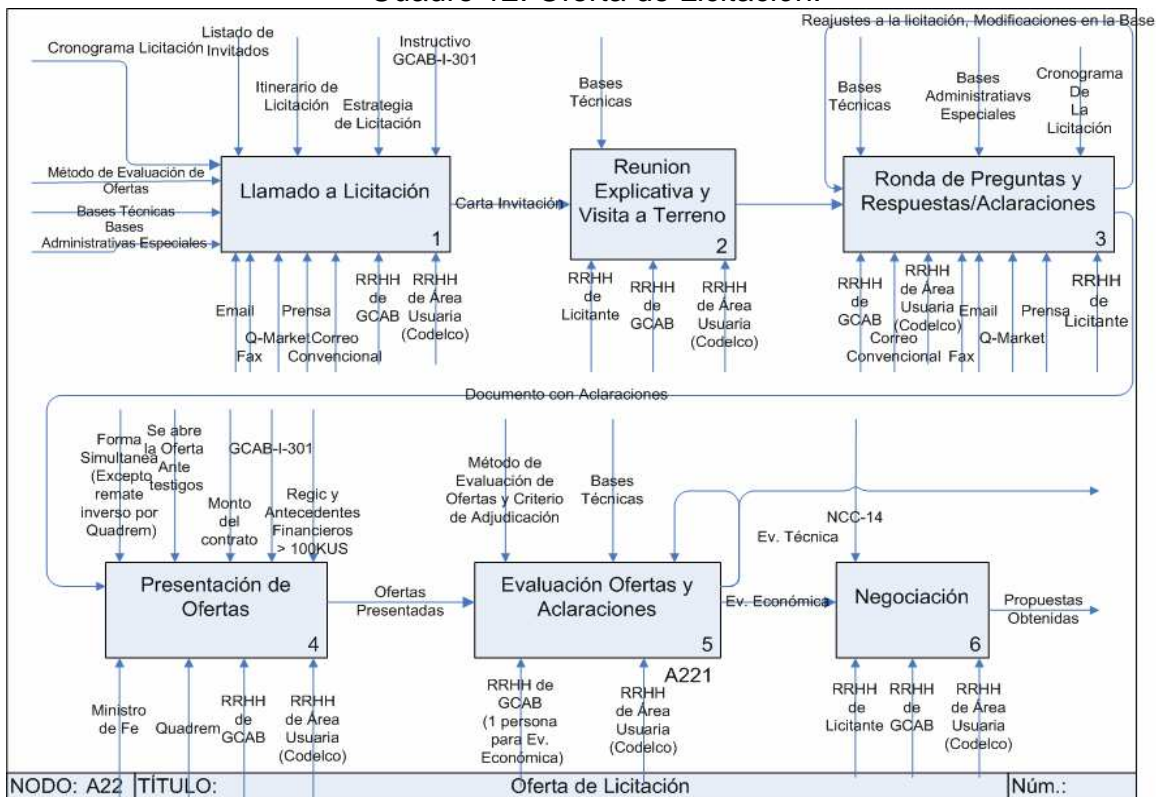 Cuadro 12: Oferta de Licitación.
Cronograma Licitación
Listado de
Invitados
Itinerario de
Licitación
Estrategia
de Licitación
Instructivo
GCAB-I-301
Método de Evaluación de
Ofertas
Bases Técnicas
Bases
Administrativas Especiales
Llamado a Licitación
1
Email
Fax
Q-Market
Prensa
Correo
Convencional
RRHH
de
GCAB
RRHH
de Área
Usuaria
(Codelco)
Carta Invitación
Bases
Técnicas
Reunion
Explicativa y
Visita a Terreno
2
RRHH
de
Licitante
RRHH
de
GCAB
RRHH
de Área
Usuaria
(Codelco)
Reajustes a la licitación, Modificaciones en la Base
Bases
Técnicas
Bases
Administratiavs
Especiales
Cronograma
De
La
Licitación
Ronda de Preguntas y
Respuestas/Aclaraciones
3
RRHH
de
GCAB
Correo
Convencional
RRHH
de Área
Usuaria
(Codelco)
Fax
Email
Q-Market
Prensa
RRHH
de
Licitante
Documento con Aclaraciones
Forma
Simultanea
(Excepto
remate
inverso por
Quadrem)
Se abre
la Oferta
Ante
testigos
Monto
del
contrato
GCAB-I-301
Regic y
Antecedentes
Financieros
> 100KUS
Presentación de
Ofertas
4
Ministro
de Fe
Quadrem
RRHH
de
GCAB
RRHH
de Área
Usuaria
(Codelco)
Ofertas
Presentadas
Método de
Evaluación de
Ofertas y Criterio
de Adjudicación
Bases
Técnicas
Evaluación Ofertas y
Aclaraciones
5
A221
RRHH de
GCAB
(1 persona
para Ev.
Económica)
RRHH
de Área
Usuaria
(Codelco)
Ev. Técnica
Ev. Económica
NCC-14
Negociación
6
RRHH
de
Licitante
RRHH
de
GCAB
RRHH
de Área
Usuaria
(Codelco)
Propuestas
Obtenidas
NODO: A22
TÍTULO:
Oferta de Licitación
Núm.: